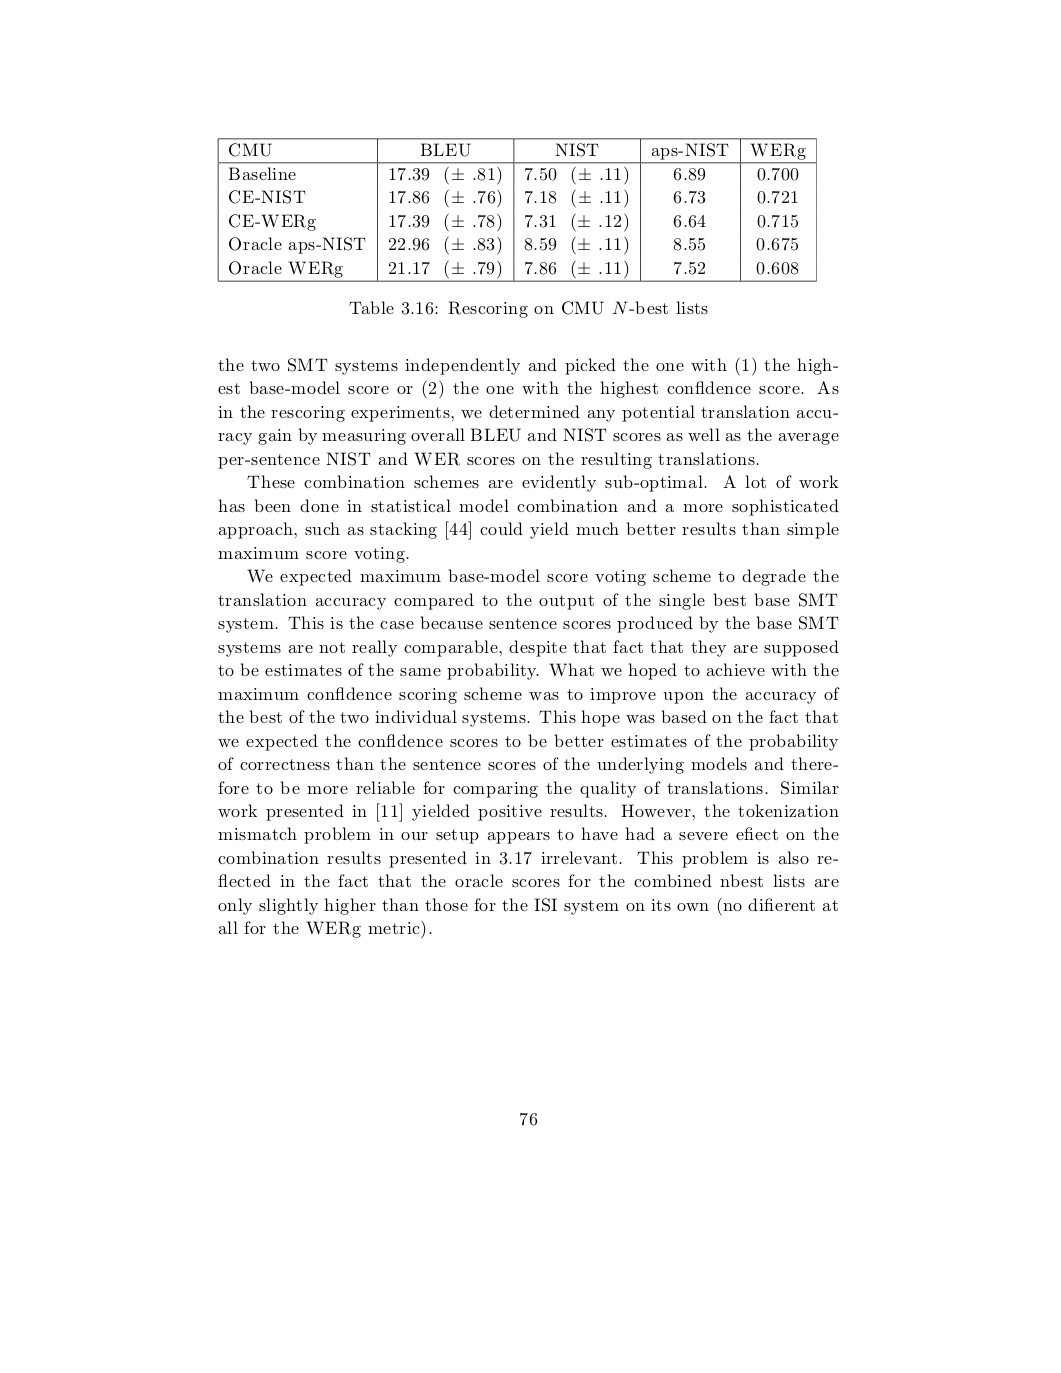 CMU BLEU NIST aps-NIST WERg
Baseline 17.39 (± .81) 7.50 (± .11) 6.89 0.700
CE-NIST 17.86 (± .76) 7.18 (± .11) 6.73 0.721
CE-WERg 17.39 (± .78) 7.31 (± .12) 6.64 0.715
Oracle aps-NIST 22.96 (± .83) 8.59 (± .11) 8.55 0.675
Oracle WERg 21.17 (± .79) 7.86 (± .11) 7.52 0.608
Table 3.16: Rescoring on CMU N-best lists
the two SMT systems independently and picked the one with (1) the high-
est base-model score or (2) the one with the highest confidence score. As
in the rescoring experiments, we determined any potential translation accu-
racy gain by measuring overall BLEU and NIST scores as well as the average
per-sentence NIST and WER scores on the resulting translations.
These combination schemes are evidently sub-optimal. A lot of work
has been done in statistical model combination and a more sophisticated
approach, such as stacking [44] could yield much better results than simple
maximum score voting.
We expected maximum base-model score voting scheme to degrade the
translation accuracy compared to the output of the single best base SMT
system. This is the case because sentence scores produced by the base SMT
systems are not really comparable, despite that fact that they are supposed
to be estimates of the same probability. What we hoped to achieve with the
maximum confidence scoring scheme was to improve upon the accuracy of
the best of the two individual systems. This hope was based on the fact that
we expected the confidence scores to be better estimates of the probability
of correctness than the sentence scores of the underlying models and there-
fore to be more reliable for comparing the quality of translations. Similar
work presented in [11] yielded positive results. However, the tokenization
mismatch problem in our setup appears to have had a severe effect on the
combination results presented in 3.17 irrelevant. This problem is also re-
flected in the fact that the oracle scores for the combined nbest lists are
only slightly higher than those for the ISI system on its own (no different at
all for the WERg metric).
76